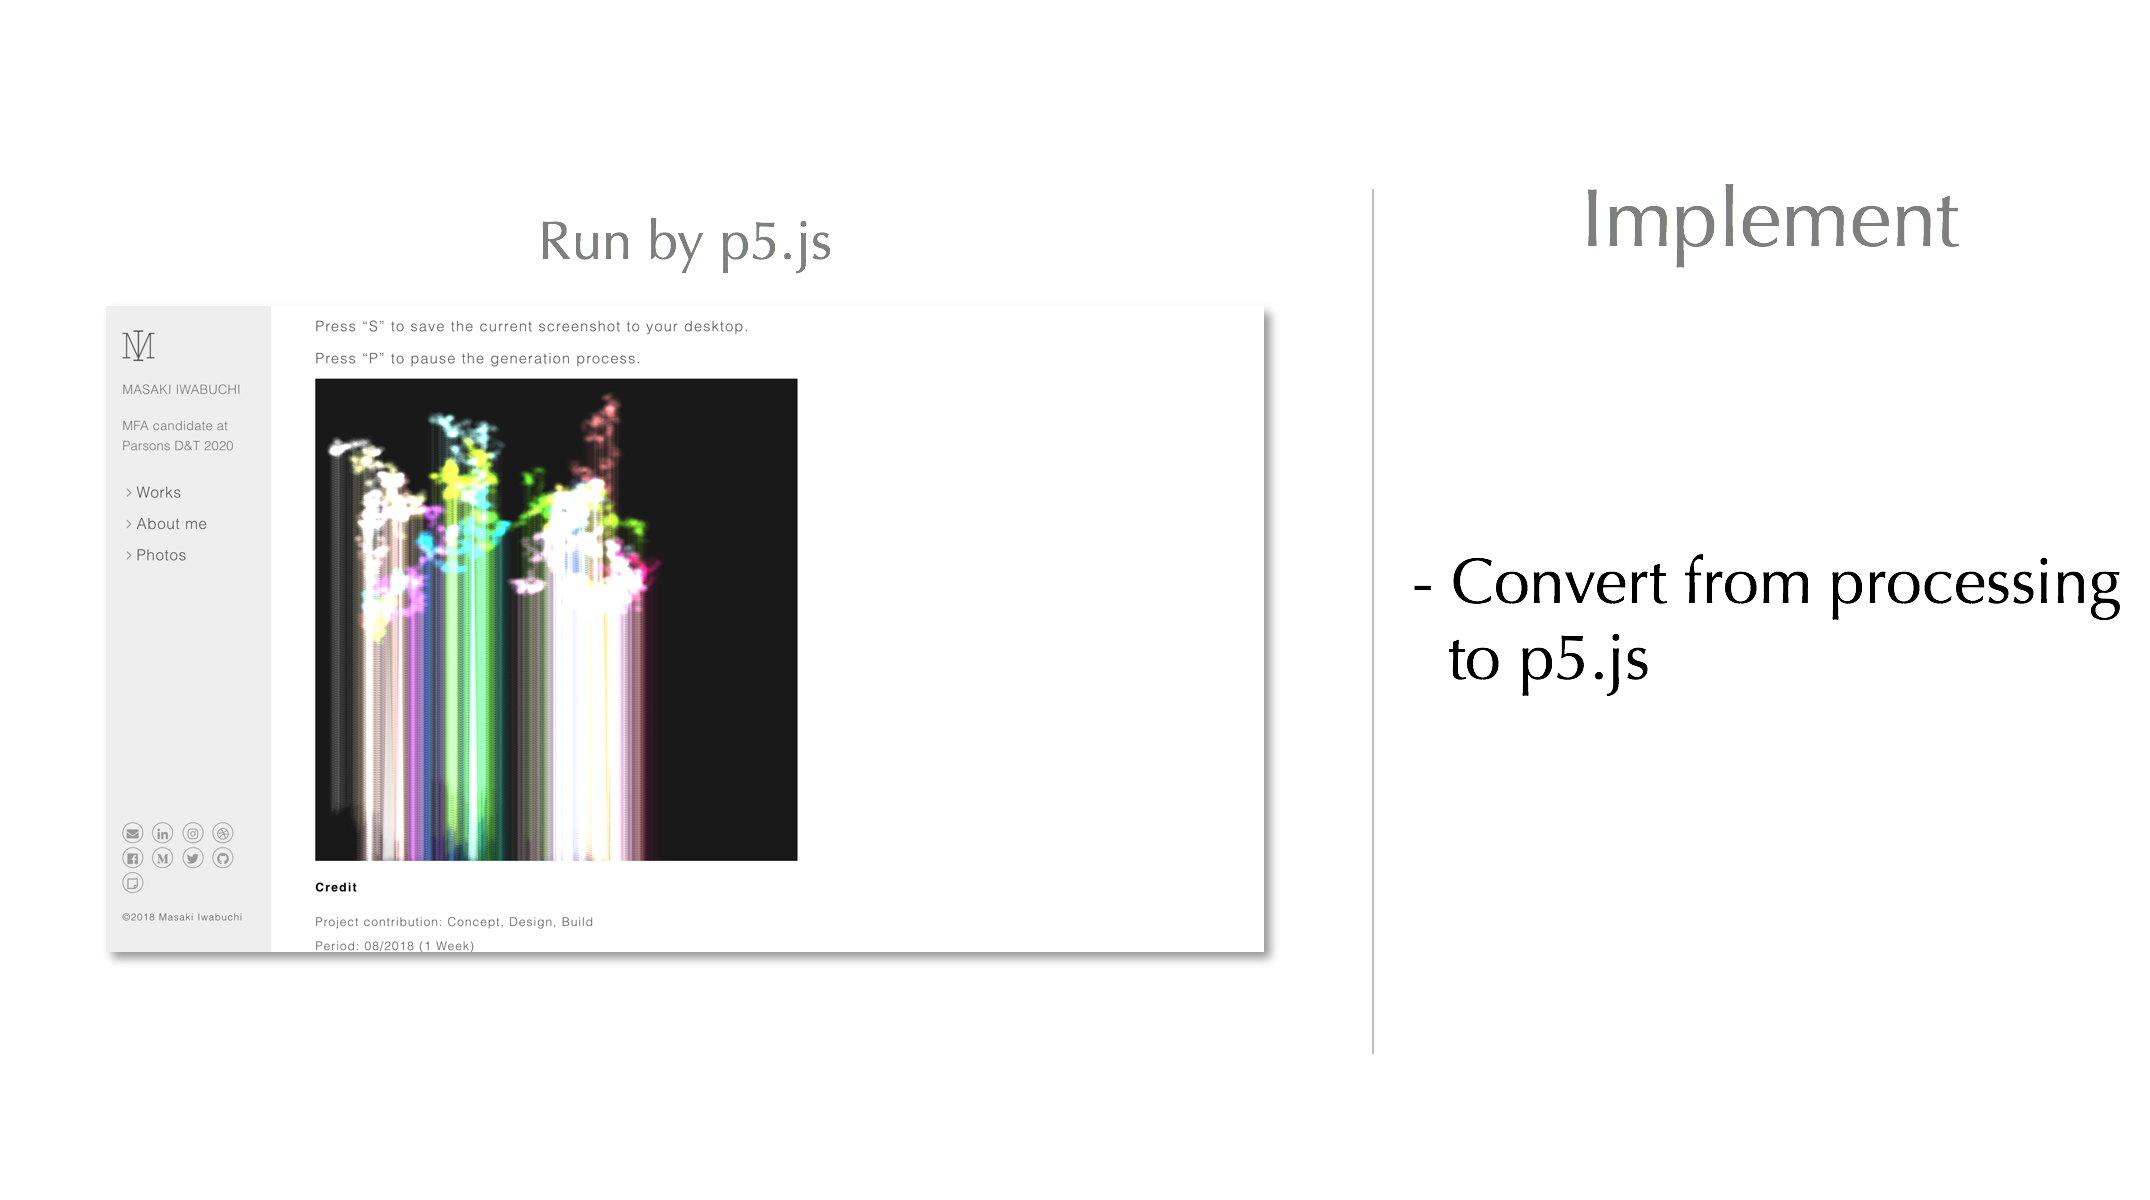 Run by p5.js
MASAKI IWABUCHI
MFA candidate at
Parsons D&T 2020
> Works
> About me
> Photos
©2018 Masaki Iwabuchi
Press “S” to save the current screenshot to your desktop.
Press “P” to pause the generation process.
Credit
Project contribution: Concept, Design, Build
Period: 08/2018 (1 Week)
Implement
- Convert from processing
to p5.js